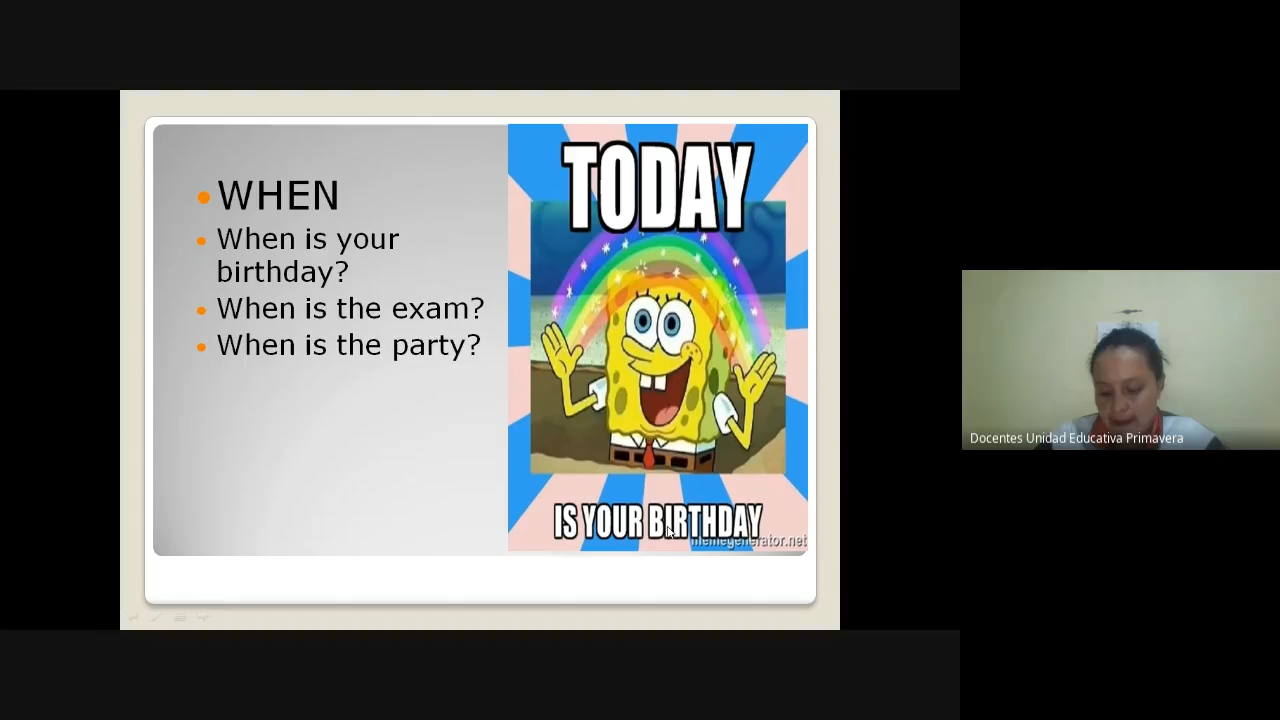 WHEN
When is your
birthday?
When is the exam?
When is the party?
TODAY
IS YOUR BIRTHDAY
memegenerator.net
Docentes Unidad Educativa Primavera